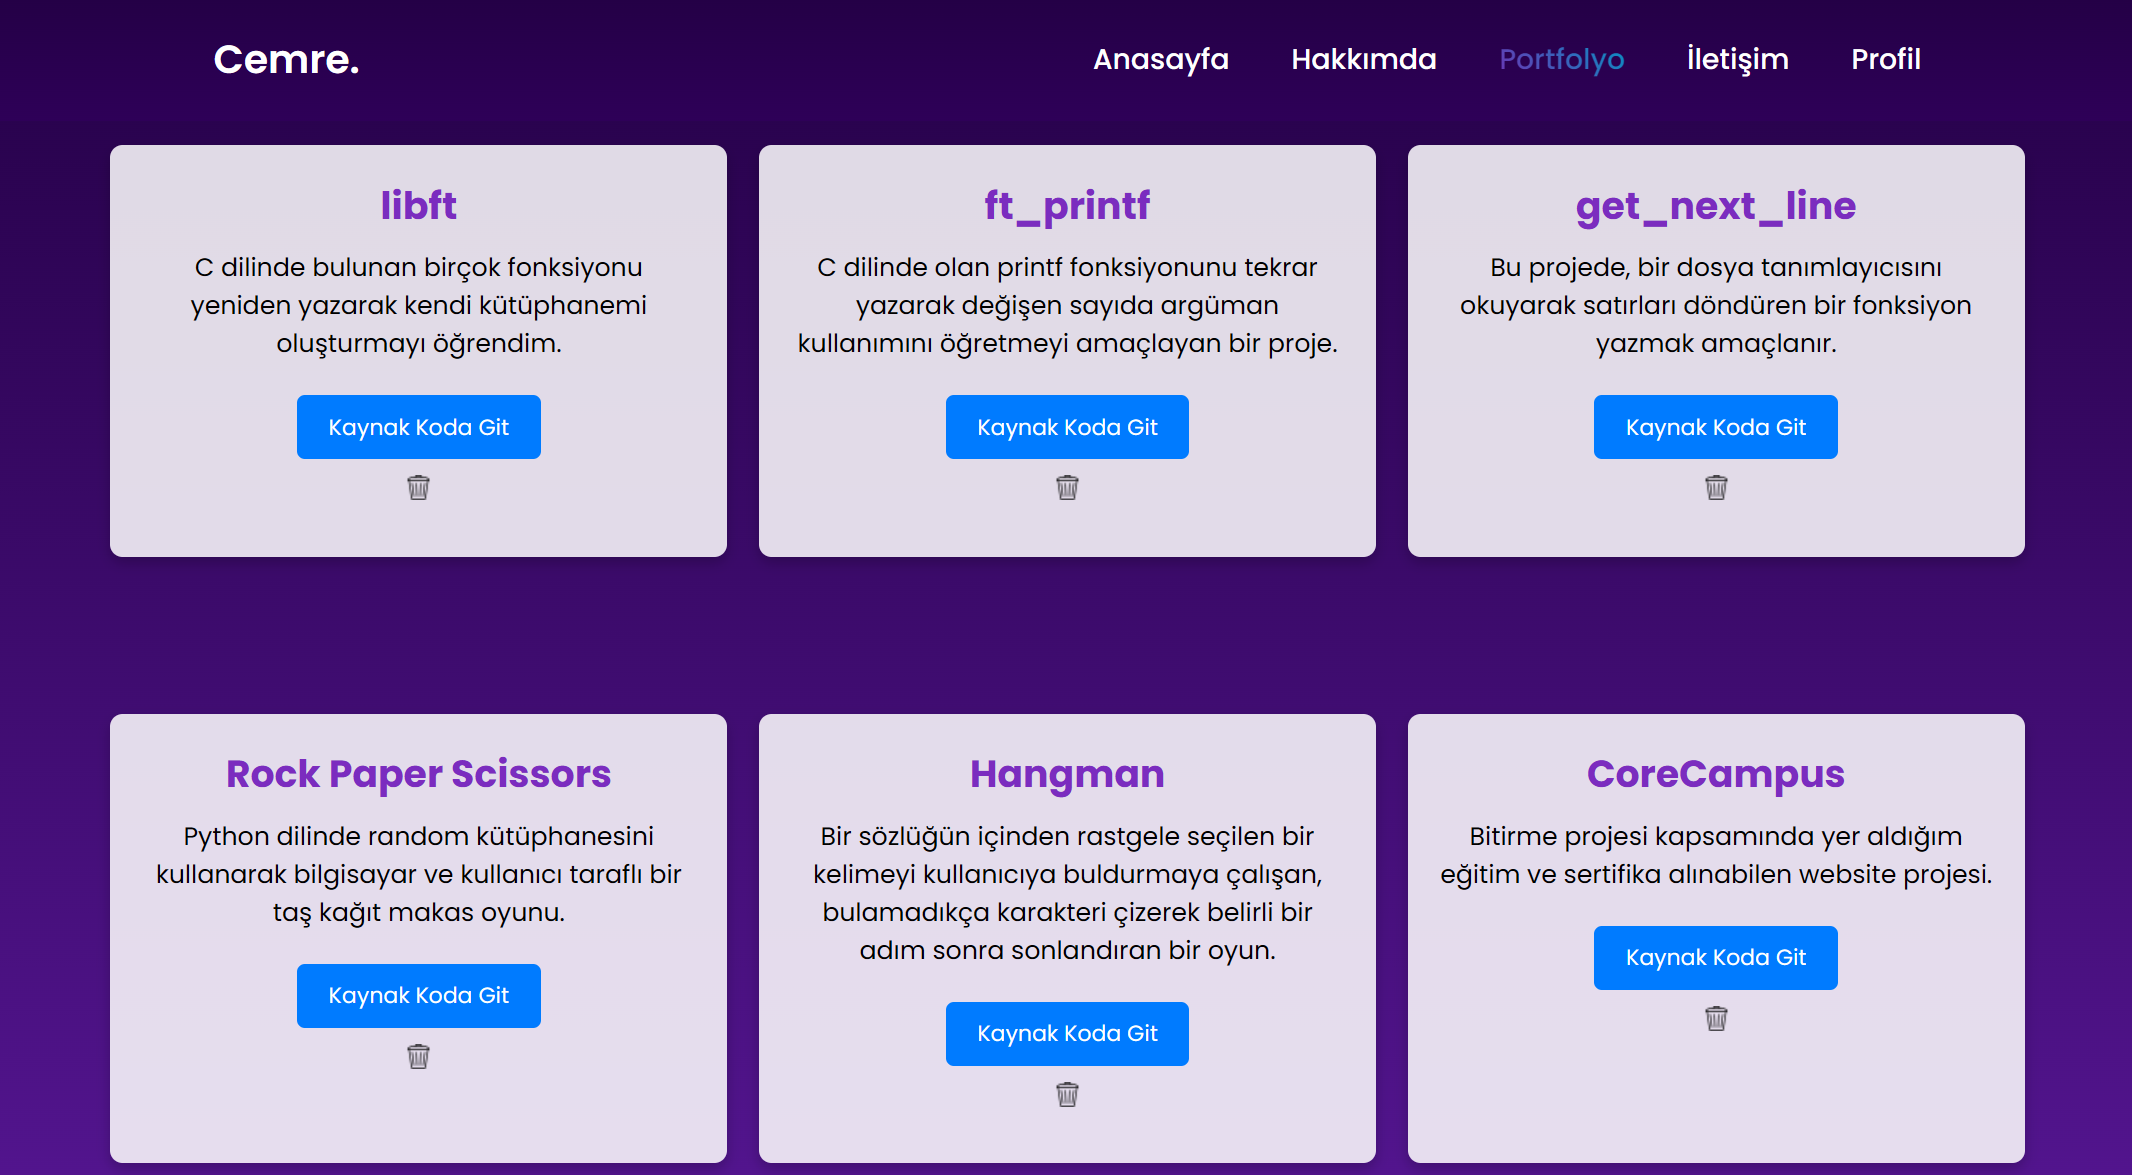 Cemre.
Anasayfa
Hakkımda
Portfolyo
İletişim
Profil
libft
C dilinde bulunan birçok fonksiyonu
yeniden yazarak kendi kütüphanemi
oluşturmayı öğrendim.
Kaynak Koda Git
ft_printf
C dilinde olan printf fonksiyonunu tekrar
yazarak değişen sayıda argüman
kullanımını öğretmeyi amaçlayan bir proje.
Kaynak Koda Git
get_next_line
Bu projede, bir dosya tanımlayıcısını
okuyarak satırları döndüren bir fonksiyon
yazmak amaçlanır.
Kaynak Koda Git
Rock Paper Scissors
Python dilinde random kütüphanesini
kullanarak bilgisayar ve kullanıcı taraflı bir
taş kağıt makas oyunu.
Kaynak Koda Git
Hangman
Bir sözlüğün içinden rastgele seçilen bir
kelimeyi kullanıcıya buldurmaya çalışan,
bulamadıkça karakteri çizerek belirli bir
adım sonra sonlandıran bir oyun.
Kaynak Koda Git
CoreCampus
Bitirme projesi kapsamında yer aldığım
eğitim ve sertifika alınabilen website projesi.
Kaynak Koda Git